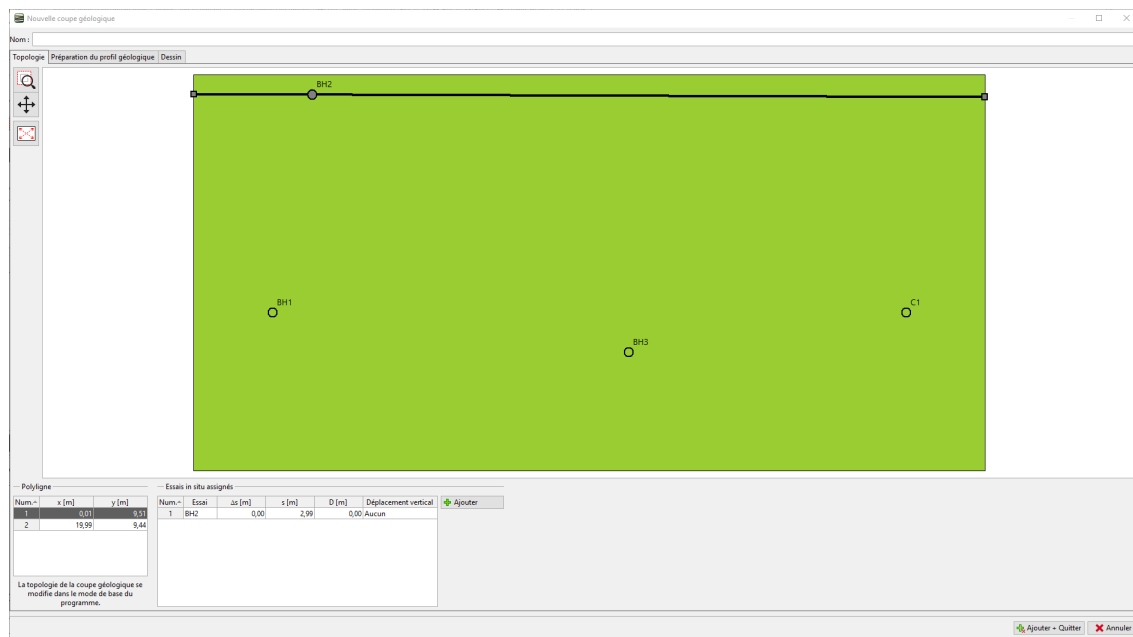 Nouvelle coupe géologique
Nom :
Topologie Préparation du profil géologique Dessin
BH2
BH1
C1
BH3
Polyligne
Num. x [m] y [m]
1 0,01 9,51
2 19,99 9,44
La topologie de la coupe géologique se
modifie dans le mode de base du
programme.
Essais in situ assignés
Num. Essai Δs [m] s [m] D [m] Déplacement vertical
1 BH2 0,00 2,99 0,00 Aucun
Ajouter
Ajouter + Quitter Annuler